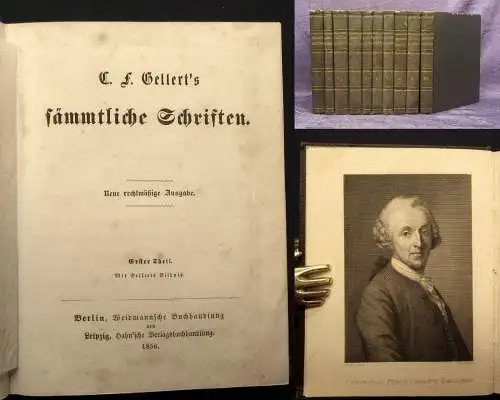 C. F. Gellert's
sämmtliche Schriften.
Neue rechtmäßige Ausgabe.
Erster Theil.
Mit Gellerts Bildniß.
Berlin, Weidmannsche Buchhandlung
und
Leipzig, Hahn'sche Verlagsbuchhandlung.
1856.